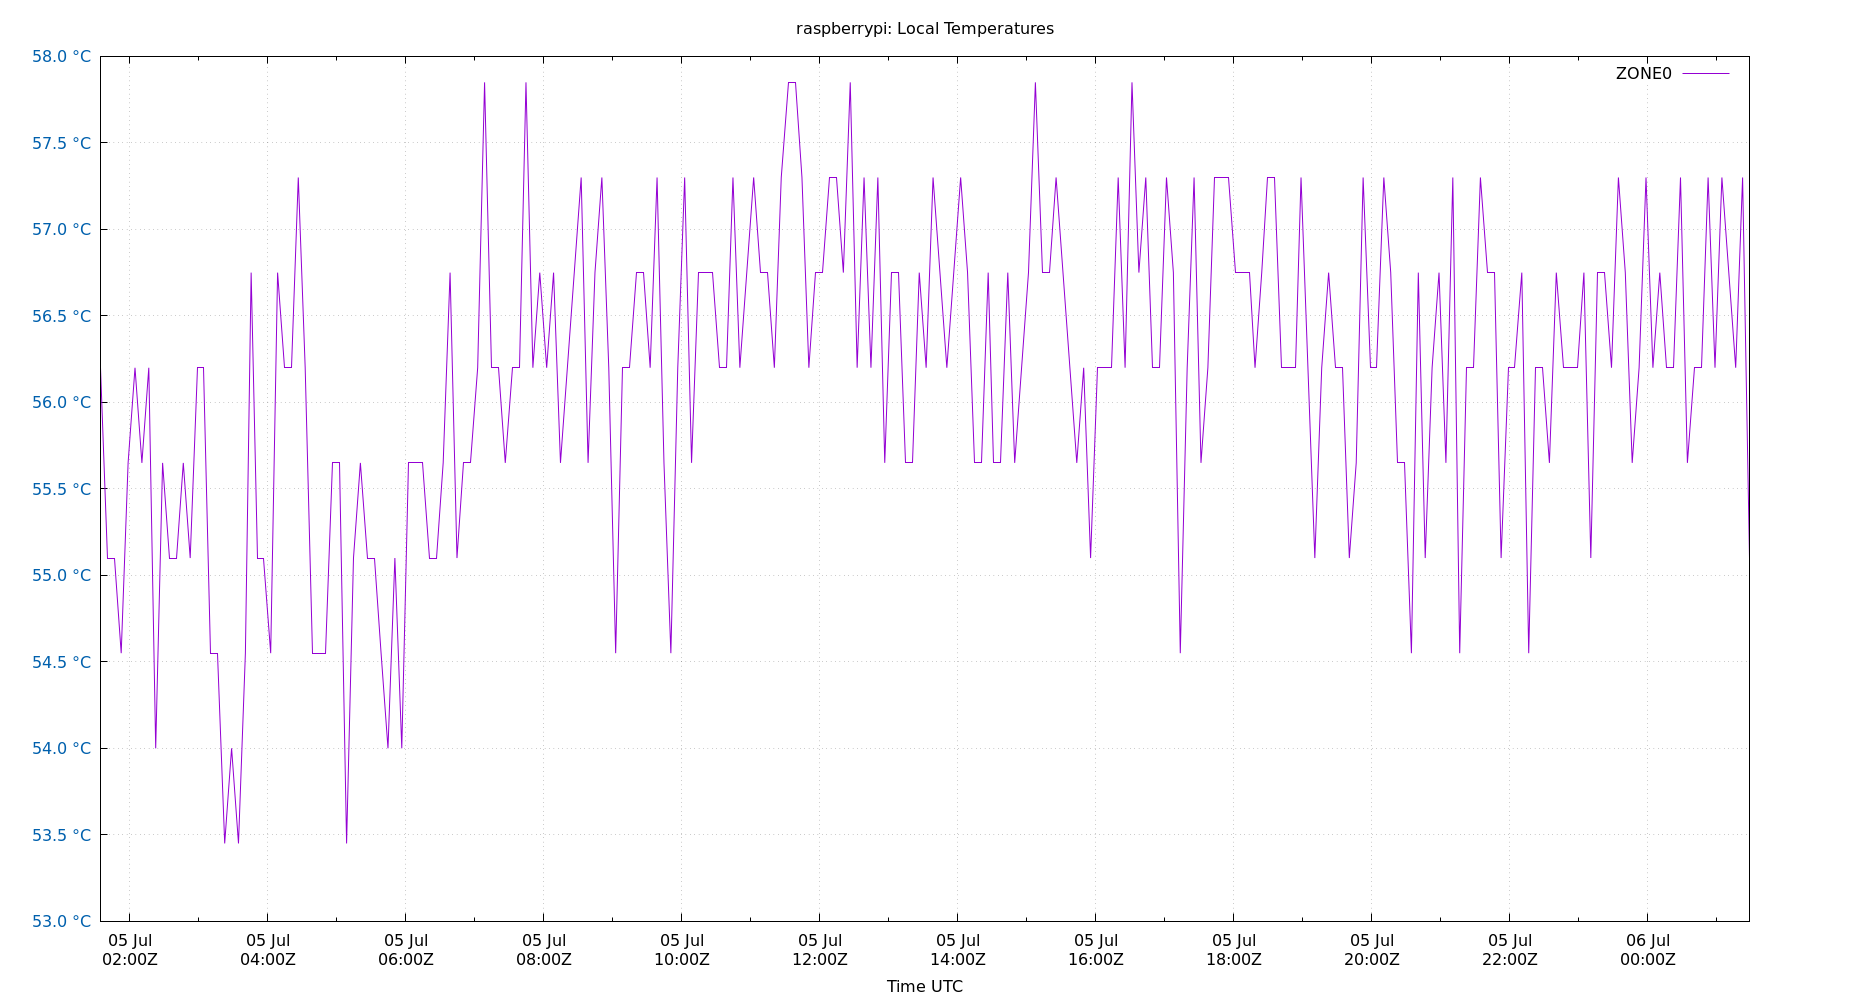 raspberrypi: Local Temperatures
ZONE0
58.0 °C
57.5 °C
57.0 °C
56.5 °C
56.0 °C
55.5 °C
55.0 °C
54.5 °C
54.0 °C
53.5 °C
53.0 °C
05 Jul 05 Jul 05 Jul 05 Jul 05 Jul 05 Jul 05 Jul 05 Jul 05 Jul 05 Jul 05 Jul 06 Jul
02:00Z 04:00Z 06:00Z 08:00Z 10:00Z 12:00Z 14:00Z 16:00Z 18:00Z 20:00Z 22:00Z 00:00Z
Time UTC